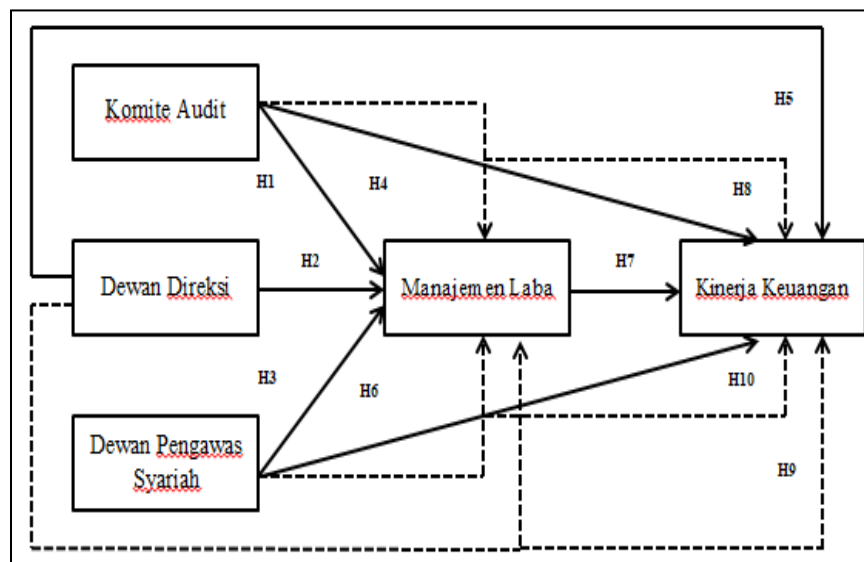 H5
Komite Audit
H1
H4
H8
Dewan Direksi
H2
Manajemen Laba
H7
Kinerja Keuangan
H3
H6
H10
Dewan Pengawas
Syariah
H9